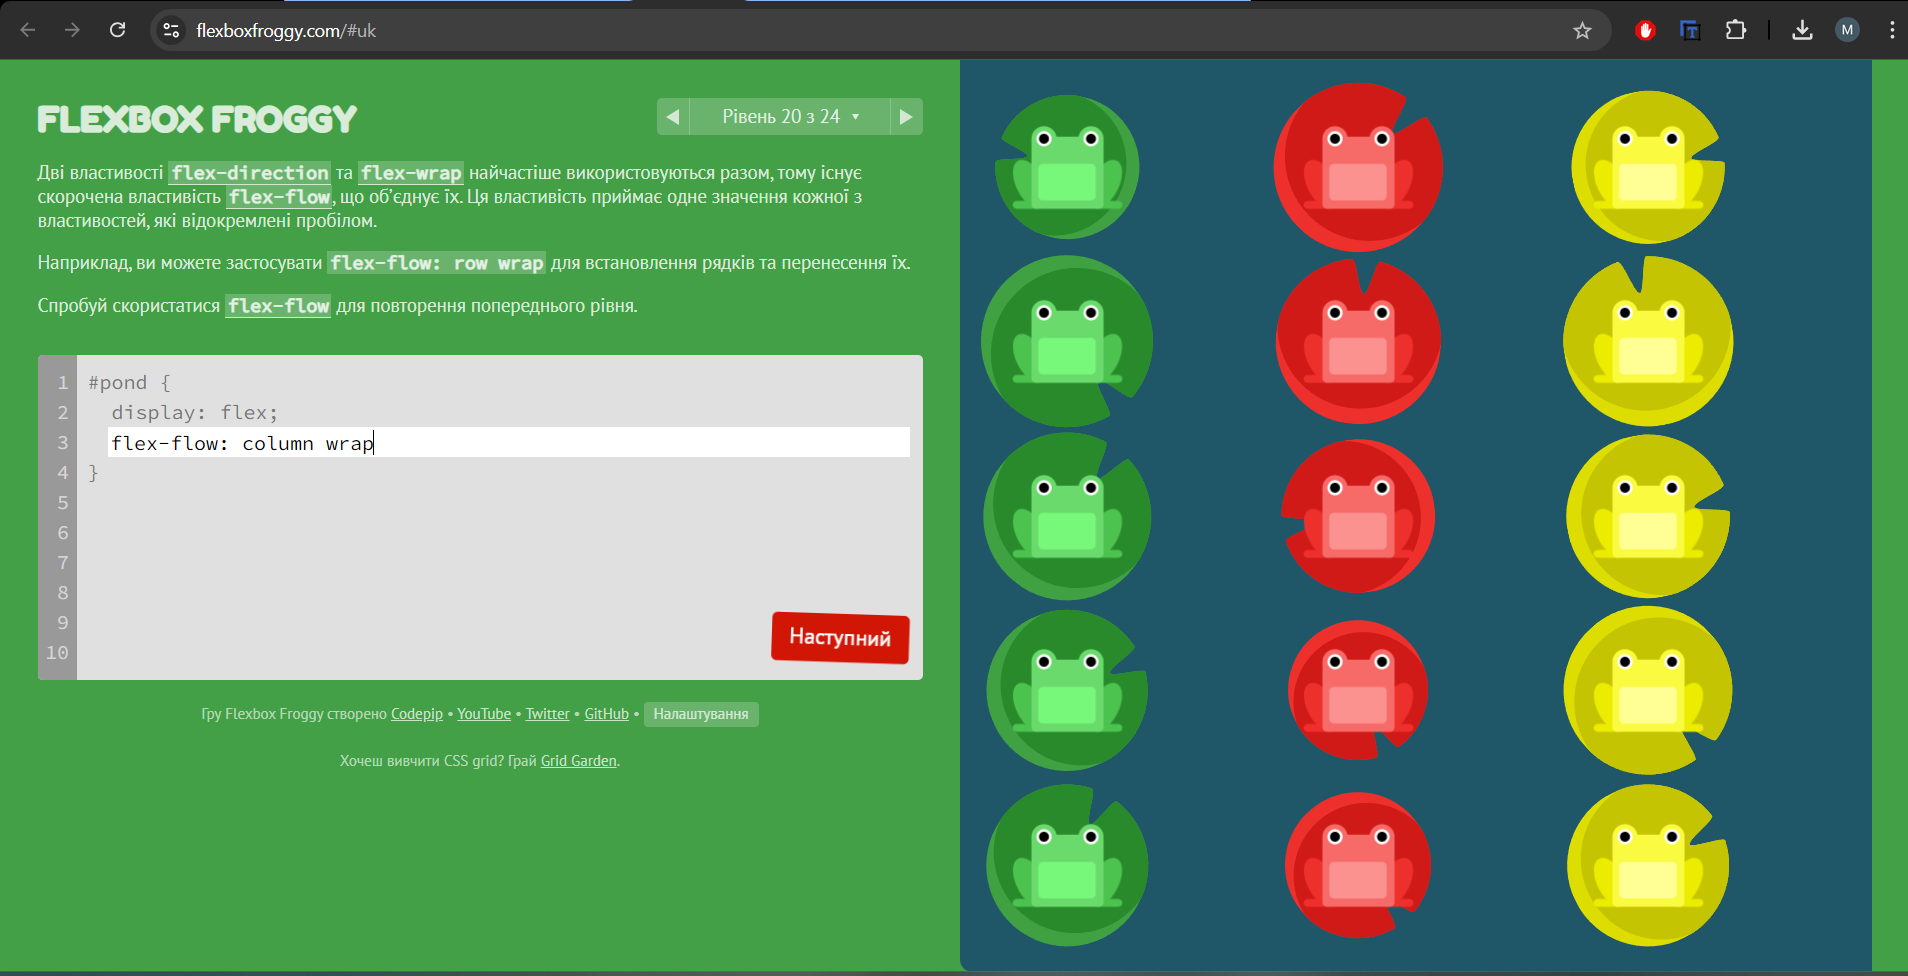 flexboxfroggy.com/#uk
M
FLEXBOX FROGGY
Рівень 20 з 24
Дві властивості flex-direction та flex-wrap найчастіше використовуються разом, тому існує
скорочена властивість flex-flow, що об’єднує їх. Ця властивість приймає одне значення кожної з
властивостей, які відокремлені пробілом.
Наприклад, ви можете застосувати flex-flow: row wrap для встановлення рядків та перенесення їх.
Спробуй скористатися flex-flow для повторення попереднього рівня.
1 #pond {
2 display: flex;
3 flex-flow: column wrap
4 }
5
6
7
8
9
10
Наступний
Гру Flexbox Froggy створено Codepip • YouTube • Twitter • GitHub • Налаштування
Хочеш вивчити CSS grid? Грай Grid Garden.